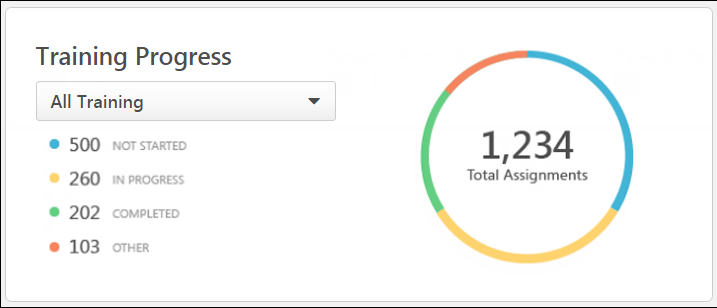 Training Progress
All Training
500 NOT STARTED
260 IN PROGRESS
202 COMPLETED
103 OTHER
1,234
Total Assignments